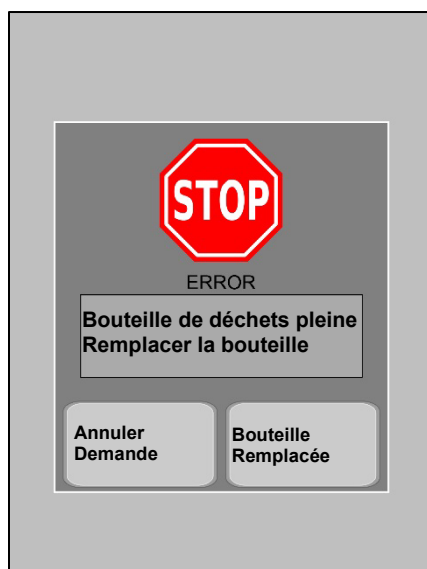 STOP
ERROR
Bouteille de déchets pleine
Remplacer la bouteille
Annuler
Demande
Bouteille
Remplacée